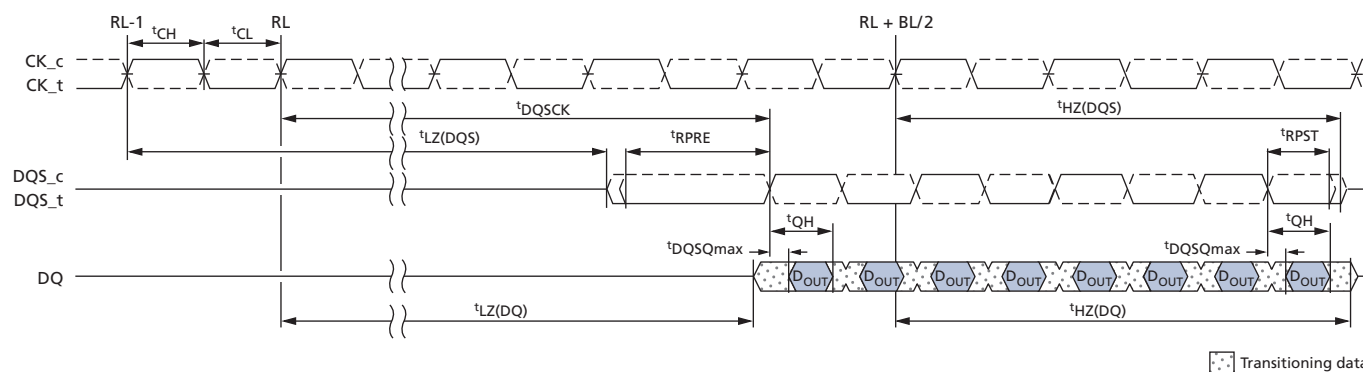 RL-1 RL RL + BL/2
tCH tCL
CK_c
CK_t
tDQSCK tHZ(DQS)
tLZ(DQS) tRPRE tRPST
DQS_c
DQS_t
tQH tQH
tDQSQmax tDQSQmax
DQ DOUT DOUT DOUT DOUT DOUT DOUT DOUT DOUT
tLZ(DQ) tHZ(DQ)
Transitioning data